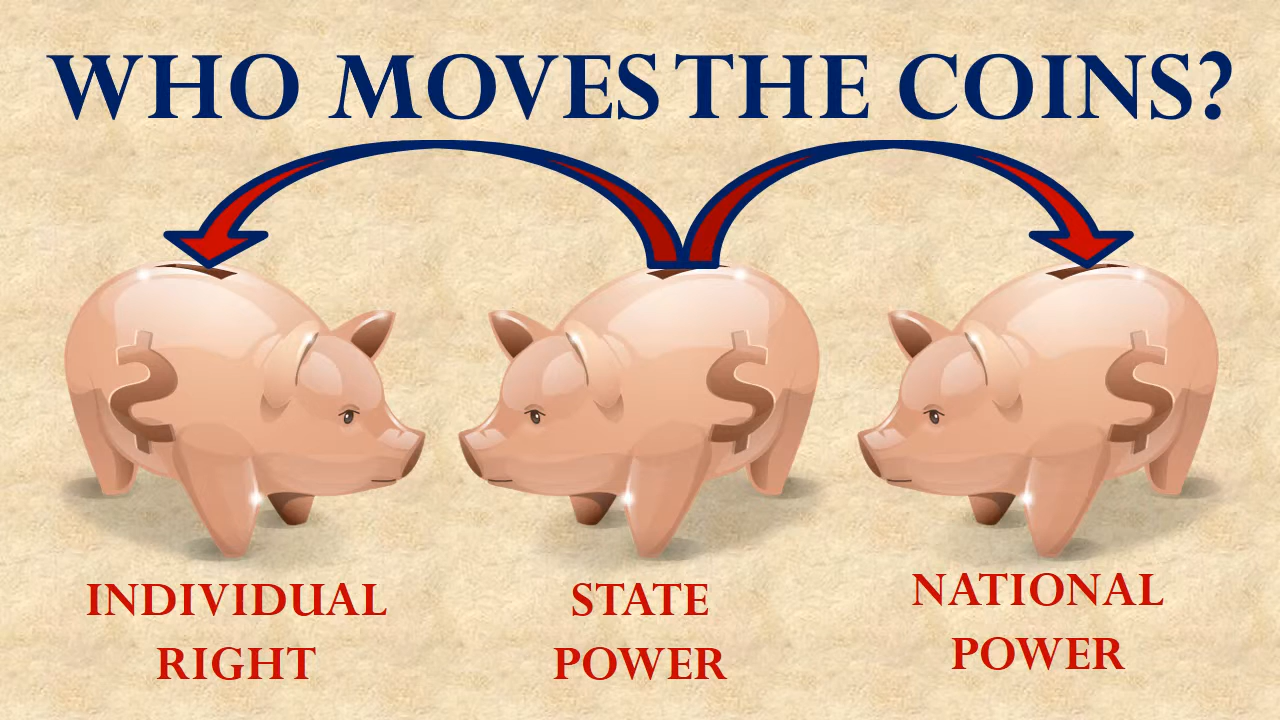 WHO MOVES THE COINS?
$ $ $
INDIVIDUAL
RIGHT
STATE
POWER
NATIONAL
POWER